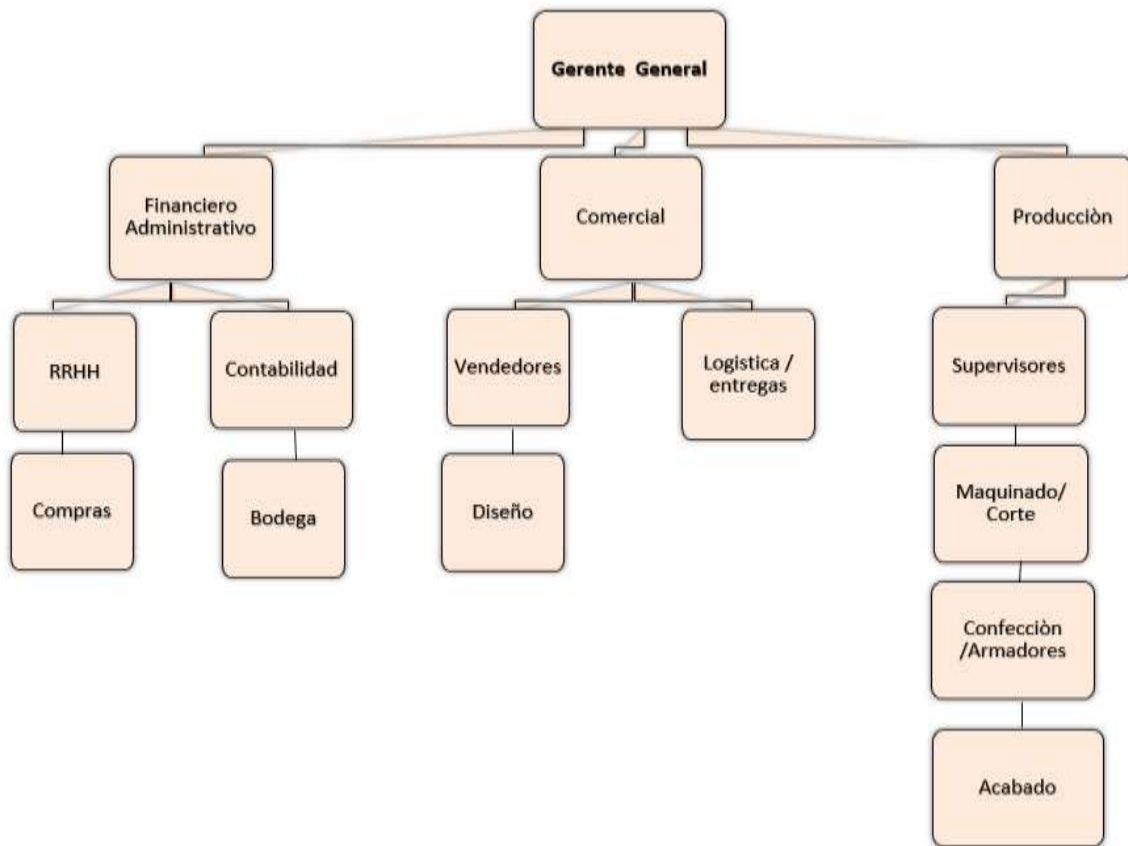 Gerente General
Financiero
Administrativo
Comercial
Producciòn
RRHH
Contabilidad
Vendedores
Logistica /
entregas
Supervisores
Compras
Bodega
Diseño
Maquinado/
Corte
Confecciòn
/Armadores
Acabado